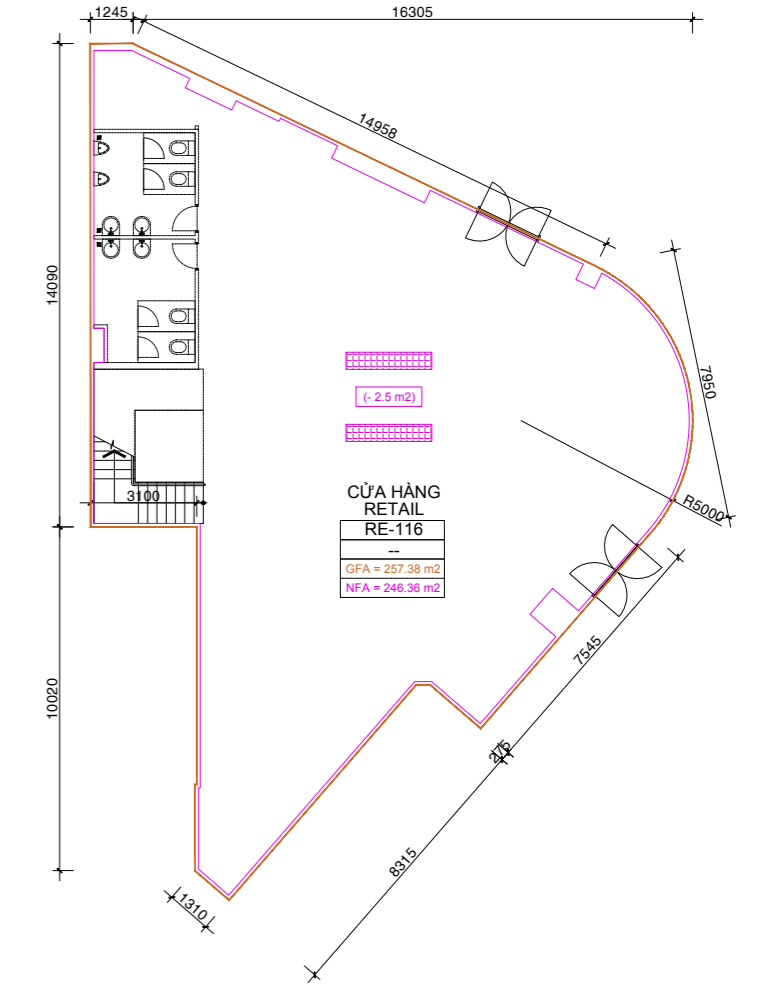 1245
16305
14958
14090
7950
(- 2.5 m2)
3100
CỬA HÀNG
RETAIL
RE-116
--
GFA = 257.38 m2
NFA = 246.36 m2
R5000
7545
10020
275
8315
1310